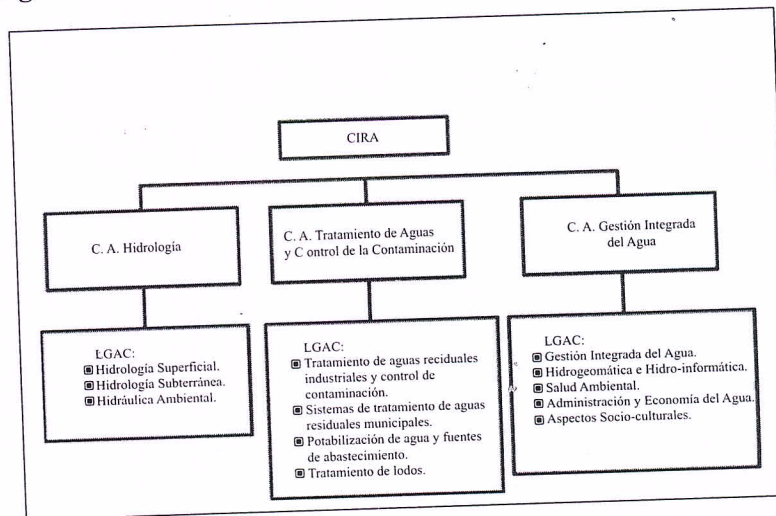 CIRA
C. A. Hidrología
C. A. Tratamiento de Aguas
y C ontrol de la Contaminación
C. A. Gestión Integrada
del Agua
LGAC:
Hidrología Superficial.
Hidrología Subterránea.
Hidráulica Ambiental.
LGAC:
Tratamiento de aguas reciduales
industriales y control de
contaminación.
Sistemas de tratamiento de aguas
residuales municipales.
Potabilización de agua y fuentes
de abastecimiento.
Tratamiento de lodos.
LGAC:
Gestión Integrada del Agua.
Hidrogeomática e Hidro-informática.
Salud Ambiental.
Administración y Economía del Agua.
Aspectos Socio-culturales.